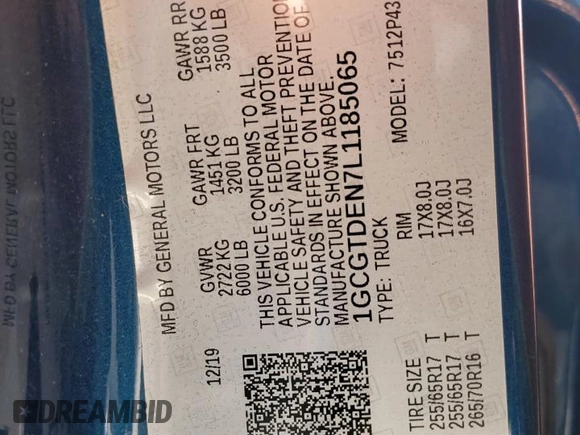 MFD BY GENERAL MOTORS LLC
12/19
GVWR
2722 KG
6000 LB
GAWR FRT
1451 KG
3200 LB
GAWR RR
1588 KG
3500 LB
THIS VEHICLE CONFORMS TO ALL
APPLICABLE U.S. FEDERAL MOTOR
VEHICLE SAFETY AND THEFT PREVENTION
STANDARDS IN EFFECT ON THE DATE OF
MANUFACTURE SHOWN ABOVE.
1GCGTDEN7L1185065
TYPE: TRUCK
MODEL: 7512P43
TIRE SIZE RIM
255/65R17 T 17X8.0J
255/65R17 T 17X8.0J
265/70R16 T 16X7.0J
DREAMBID